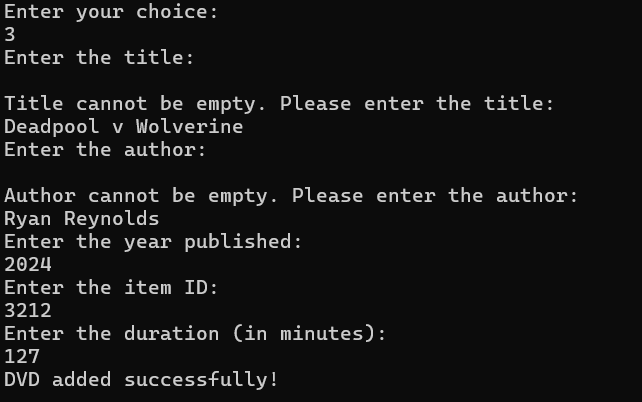 Enter your choice:
3
Enter the title:
Title cannot be empty. Please enter the title:
Deadpool v Wolverine
Enter the author:
Author cannot be empty. Please enter the author:
Ryan Reynolds
Enter the year published:
2024
Enter the item ID:
3212
Enter the duration (in minutes):
127
DVD added successfully!